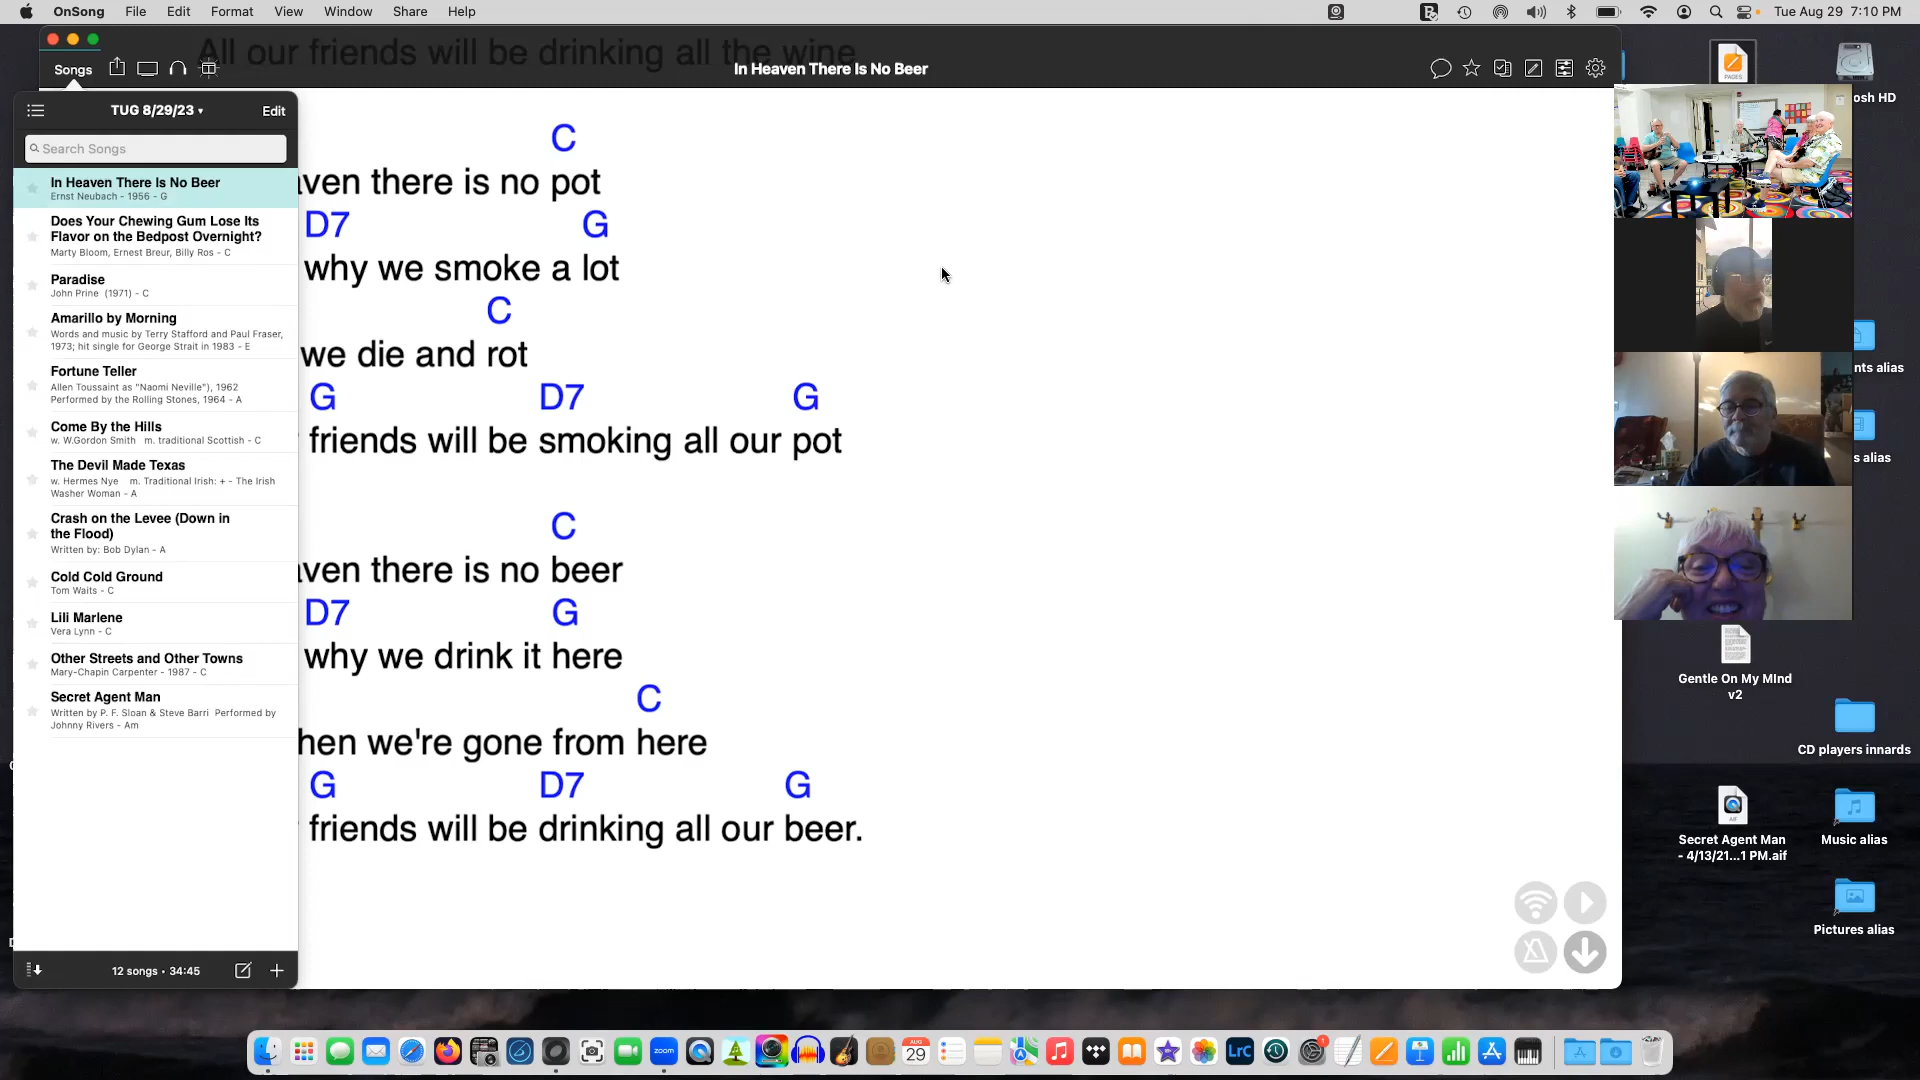 OnSong File Edit Format View Window Share Help
Tue Aug 29 7:10 PM
All our friends will be drinking all the wine
Songs
In Heaven There Is No Beer
TUG 8/29/23
Edit
Search Songs
In Heaven There Is No Beer
Ernst Neubach - 1956 - G
Does Your Chewing Gum Lose Its
Flavor on the Bedpost Overnight?
Marty Bloom, Ernest Breur, Billy Ros - C
Paradise
John Prine (1971) - C
Amarillo by Morning
Words and music by Terry Stafford and Paul Fraser,
1973; hit single for George Strait in 1983 - E
Fortune Teller
Allen Toussaint as "Naomi Neville"), 1962
Performed by the Rolling Stones, 1964 - A
Come By the Hills
w. W.Gordon Smith m. traditional Scottish - C
The Devil Made Texas
w. Hermes Nye m. Traditional Irish: + - The Irish
Washer Woman - A
Crash on the Levee (Down in
the Flood)
Written by: Bob Dylan - A
Cold Cold Ground
Tom Waits - C
Lili Marlene
Vera Lynn - C
Other Streets and Other Towns
Mary-Chapin Carpenter - 1987 - C
Secret Agent Man
Written by P. F. Sloan & Steve Barri Performed by
Johnny Rivers - Am
12 songs • 34:45
C
ven there is no pot
D7 G
why we smoke a lot
C
we die and rot
G D7 G
friends will be smoking all our pot
C
ven there is no beer
D7 G
why we drink it here
C
hen we're gone from here
G D7 G
friends will be drinking all our beer.
PAGES
osh HD
nts alias
s alias
Gentle On My MInd
v2
CD players innards
AIF
Secret Agent Man
- 4/13/21...1 PM.aif
Music alias
Pictures alias
zoom
AUG
29
LrC
1